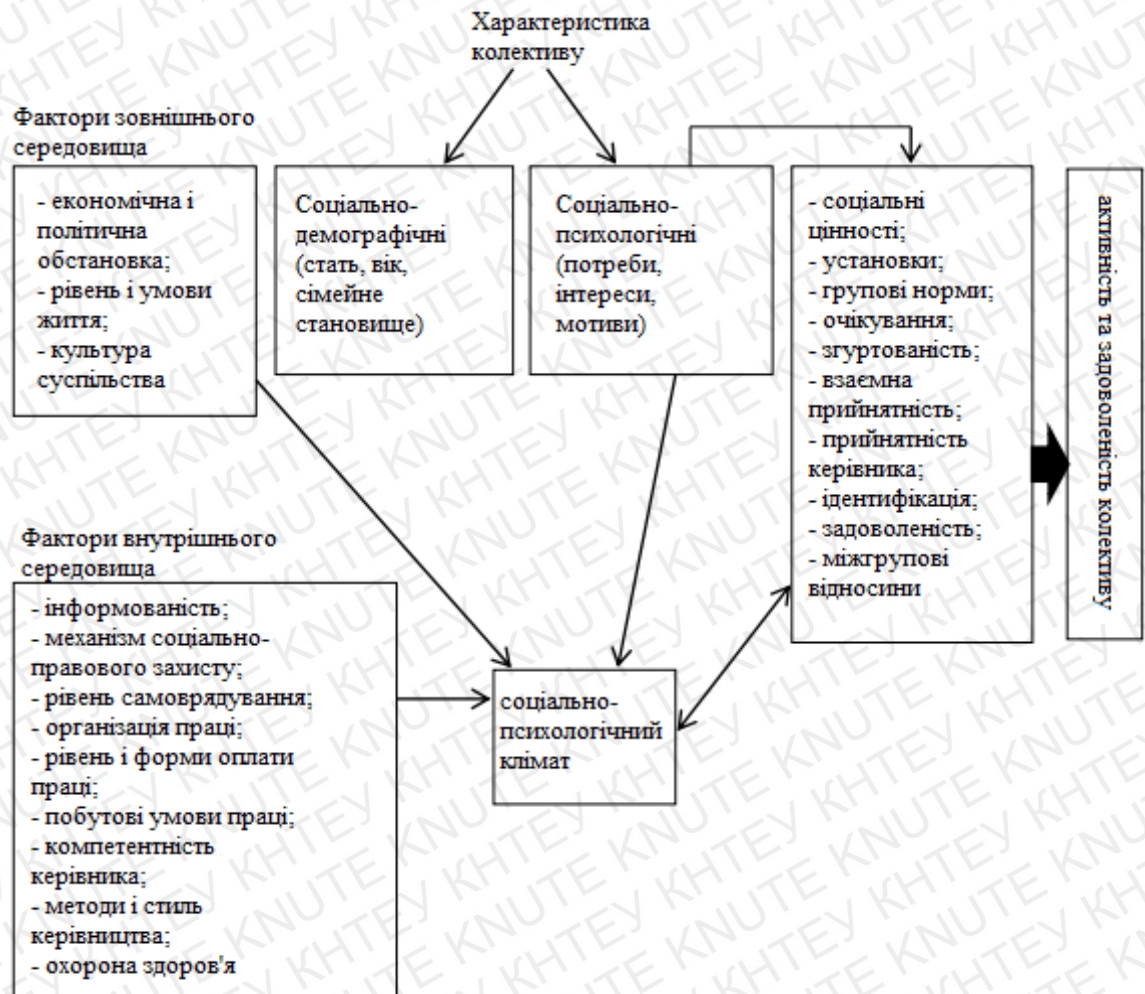 Характеристика
колективу
Фактори зовнішнього
середовища
- економічна і
політична
обстановка;
- рівень і умови
життя;
- культура
суспільства
Соціально-
демографічні
(стать, вік,
сімейне
становище)
Соціально-
психологічні
(потреби,
інтереси,
мотиви)
- соціальні
цінності;
- установки;
- групові норми;
- очікування;
- згуртованість;
- взаємна
прийнятність;
- прийнятність
керівника;
- ідентифікація;
- задоволеність;
- міжгрупові
відносини
активність та задоволеність колективу
Фактори внутрішнього
середовища
- інформованість;
- механізм соціально-
правового захисту;
- рівень самоврядування;
- організація праці;
- рівень і форми оплати
праці;
- побутові умови праці;
- компетентність
керівника;
- методи і стиль
керівництва;
- охорона здоров'я
соціально-
психологічний
клімат